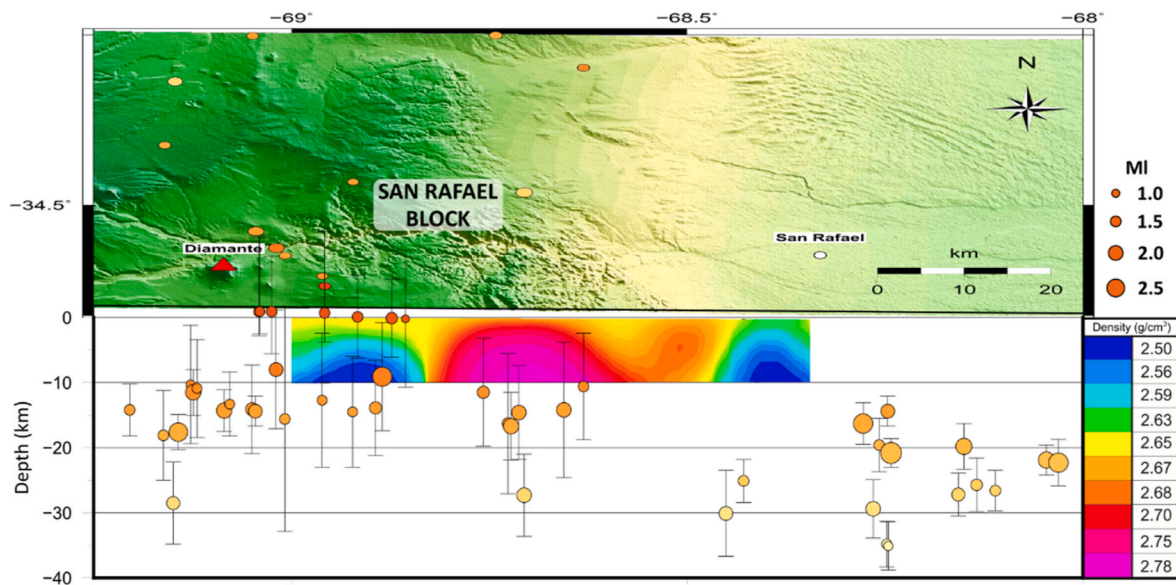 −69° −68.5° −68°
N
Ml
1.0
1.5
2.0
2.5
−34.5°
SAN RAFAEL
BLOCK
Diamante
San Rafael
km
0 10 20
Depth (km)
0
−10
−20
−30
−40
Density (g/cm³)
2.50
2.56
2.59
2.63
2.65
2.67
2.68
2.70
2.75
2.78